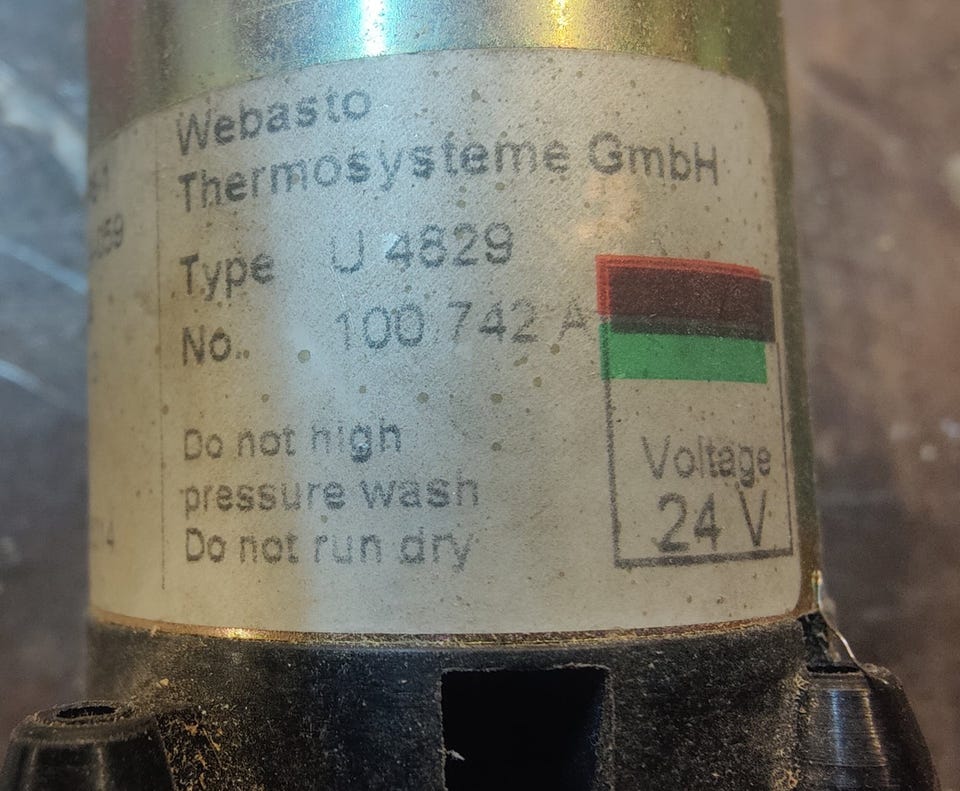 Webasto
Thermosysteme GmbH
Type U 4829
No.. 100 742 A
Do not high
pressure wash
Do not run dry
Voltage
24 V